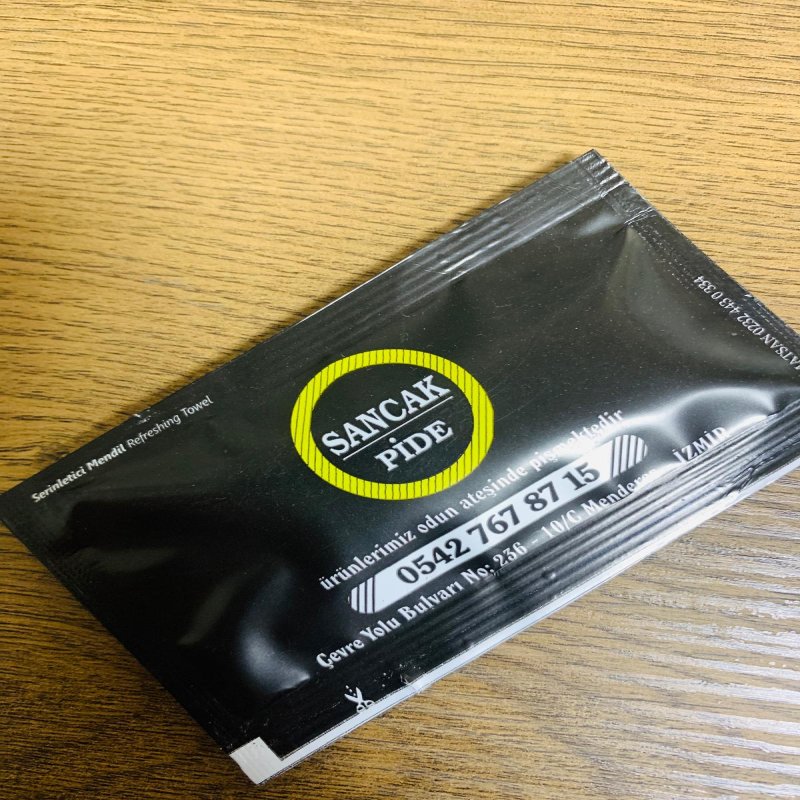 SANCAK
PİDE
ürünlerimiz odun ateşinde pişmektedir
0542 767 87 15
Çevre Yolu Bulvarı No: 236 - 10/C Menderes - İZMİR
Serinletici Mendil Refreshing Towel
0232 443 0 334